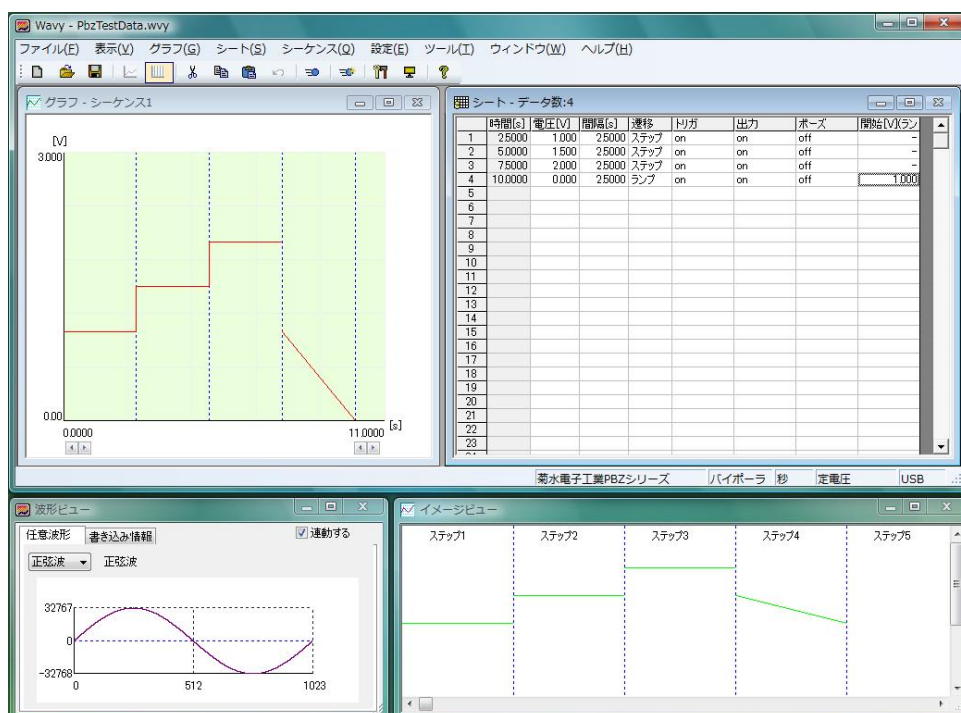 Wavy - PbzTestData.wvy
ファイル(F) 表示(V) グラフ(G) シート(S) シーケンス(Q) 設定(E) ツール(T) ウィンドウ(W) ヘルプ(H)
グラフ - シーケンス1
[V]
3.000
0.00
0.0000
11.0000
[s]
シート - データ数:4
時間[s] 電圧[V] 間隔[s] 遷移 トリガ 出力 ポーズ 開始[V](ラン
1 2.5000 1.000 2.5000 ステップ on on off -
2 5.0000 1.500 2.5000 ステップ on on off -
3 7.5000 2.000 2.5000 ステップ on on off -
4 10.0000 0.000 2.5000 ランプ on on off 1.000
5
6
7
8
9
10
11
12
13
14
15
16
17
18
19
20
21
22
23
菊水電子工業PBZシリーズ バイポーラ 秒 定電圧 USB
波形ビュー
任意波形 書き込み情報 連動する
正弦波 正弦波
32767
0
-32768
0 512 1023
イメージビュー
ステップ1 ステップ2 ステップ3 ステップ4 ステップ5